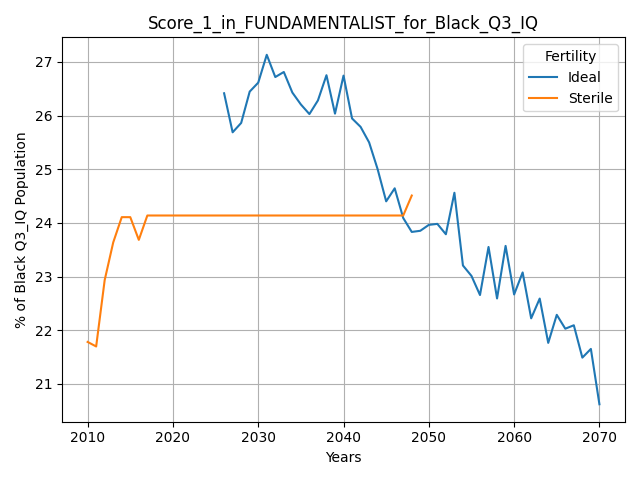 Score_1_in_FUNDAMENTALIST_for_Black_Q3_IQ
Fertility
Ideal
Sterile
% of Black Q3_IQ Population
27
26
25
24
23
22
21
2010 2020 2030 2040 2050 2060 2070
Years